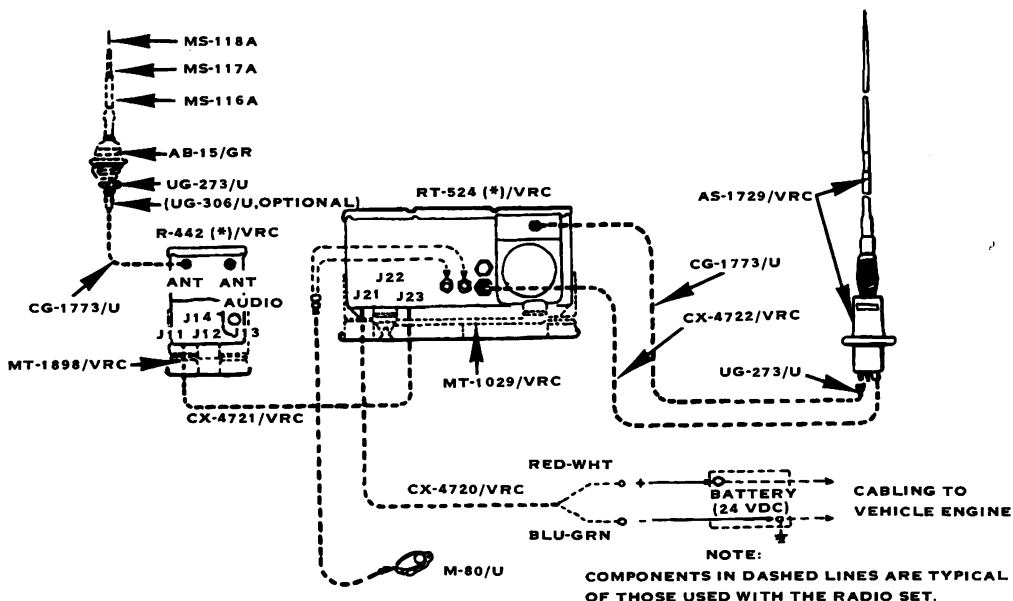 MS-118A
MS-117A
MS-116A
AB-15/GR
UG-273/U
(UG-306/U,OPTIONAL)
R-442 (*)/VRC
ANT ANT
AUDIO
J14
J11 J12 J13
CG-1773/U
MT-1898/VRC
CX-4721/VRC
RT-524 (*)/VRC
J22
J21 J23
MT-1029/VRC
AS-1729/VRC
CG-1773/U
CX-4722/VRC
UG-273/U
RED-WHT
+
CX-4720/VRC
BATTERY
(24 VDC)
-
BLU-GRN
CABLING TO
VEHICLE ENGINE
M-80/U
NOTE:
COMPONENTS IN DASHED LINES ARE TYPICAL
OF THOSE USED WITH THE RADIO SET.